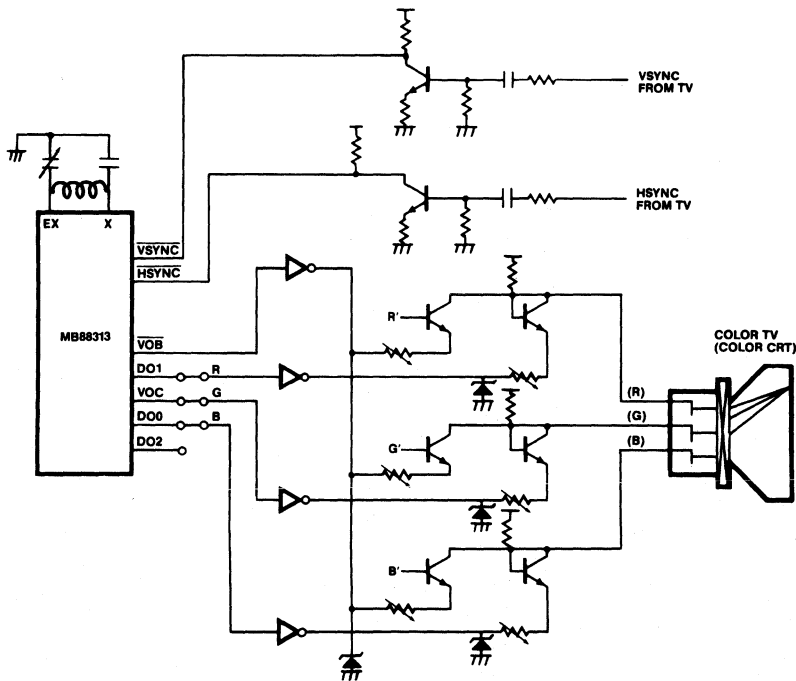 VSYNC
FROM TV
HSYNC
FROM TV
EX X
VSYNC
HSYNC
MB88313
VOB
DO1 R
VOC G
DO0 B
DO2
R'
G'
B'
COLOR TV
(COLOR CRT)
(R)
(G)
(B)